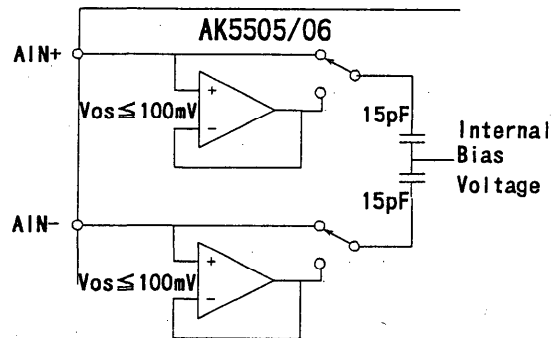 AK5505/06
AIN+
+
Vos≦100mV
−
15pF
Internal
Bias
Voltage
15pF
AIN-
+
Vos≦100mV
−